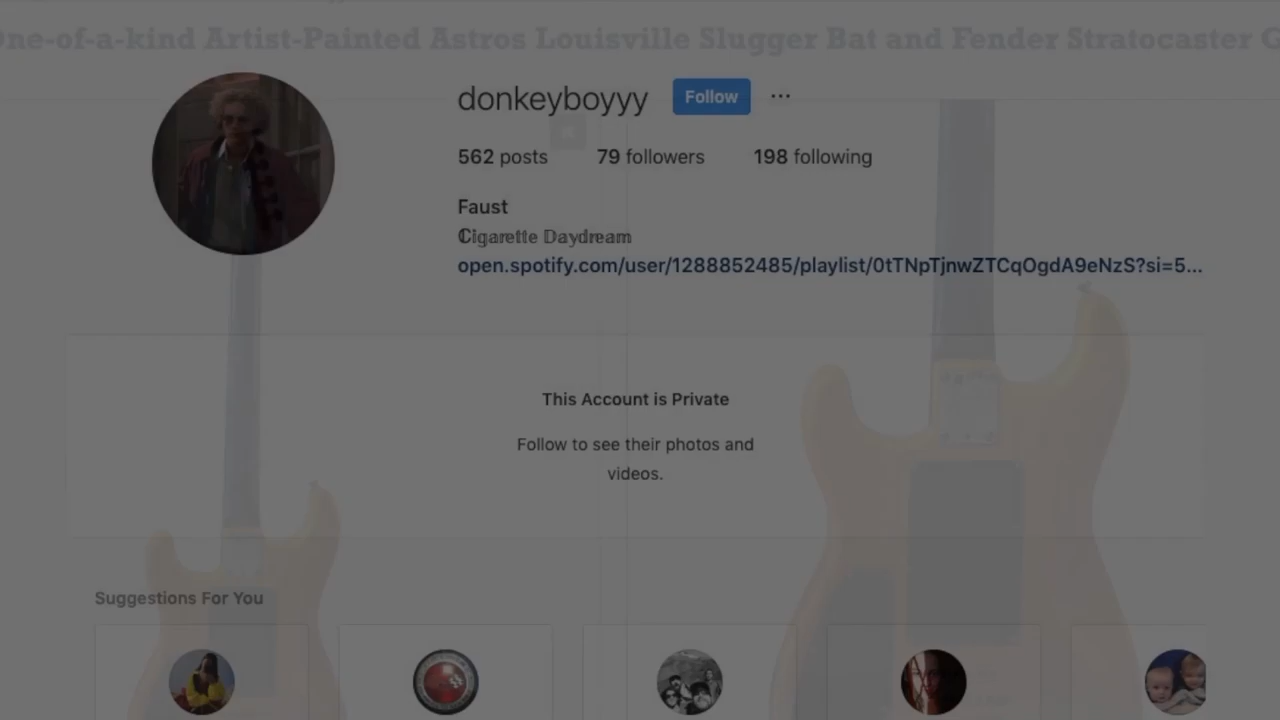 One-of-a-kind Artist-Painted Astros Louisville Slugger Bat and Fender Stratocaster
donkeyboyyy Follow ...
562 posts 79 followers 198 following
Faust
Cigarette Daydream
open.spotify.com/user/1288852485/playlist/0tTNpTjnwZTCqOgdA9eNzS?si=5...
This Account is Private
Follow to see their photos and
videos.
Suggestions For You